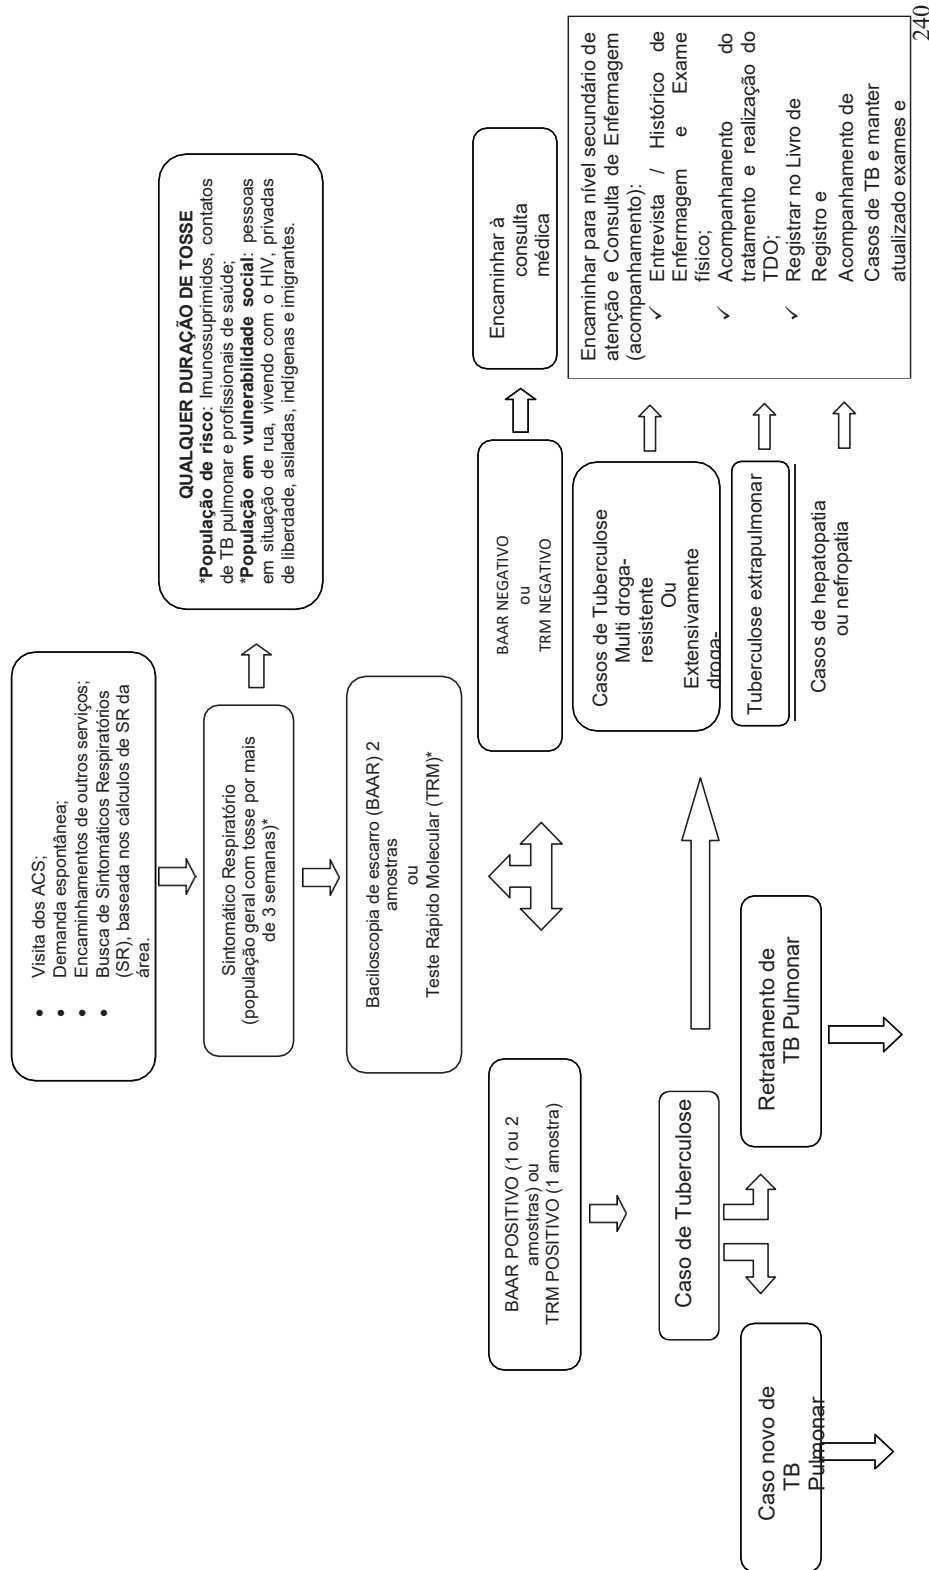 • Visita dos ACS;
• Demanda espontânea;
• Encaminhamentos de outros serviços;
• Busca de Sintomáticos Respiratórios
(SR), baseada nos cálculos de SR da
área.
Sintomático Respiratório
(população geral com tosse por mais
de 3 semanas)*
QUALQUER DURAÇÃO DE TOSSE
*População de risco: Imunossuprimidos, contatos
de TB pulmonar e profissionais de saúde;
*População em vulnerabilidade social: pessoas
em situação de rua, vivendo com o HIV, privadas
de liberdade, asiladas, indígenas e imigrantes.
Baciloscopia de escarro (BAAR) 2
amostras
ou
Teste Rápido Molecular (TRM)*
BAAR POSITIVO (1 ou 2
amostras) ou
TRM POSITIVO (1 amostra)
BAAR NEGATIVO
ou
TRM NEGATIVO
Encaminhar à
consulta
médica
Caso de Tuberculose
Casos de Tuberculose
Multi droga-
resistente
Ou
Extensivamente
droga-
Tuberculose extrapulmonar
Casos de hepatopatia
ou nefropatia
Encaminhar para nível secundário de
atenção e Consulta de Enfermagem
(acompanhamento):
✓ Entrevista / Histórico de
Enfermagem e Exame
físico;
✓ Acompanhamento do
tratamento e realização do
TDO;
✓ Registrar no Livro de
Registro e
Acompanhamento de
Casos de TB e manter
atualizado exames e
Caso novo de
TB
Pulmonar
Retratamento de
TB Pulmonar
240